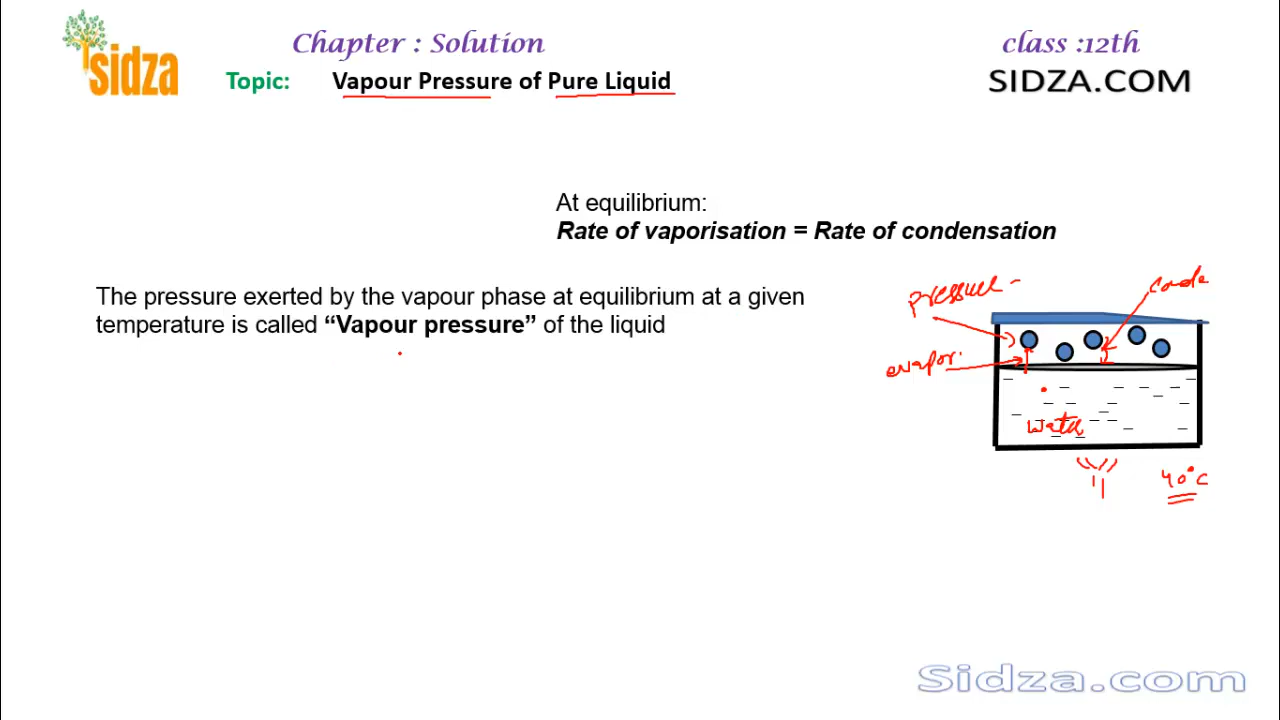 sidza
Chapter : Solution
class :12th
Topic: Vapour Pressure of Pure Liquid
SIDZA.COM
At equilibrium:
Rate of vaporisation = Rate of condensation
The pressure exerted by the vapour phase at equilibrium at a given
temperature is called “Vapour pressure” of the liquid
pressure -
conde
evapor.
water
40°C
Sidza.com